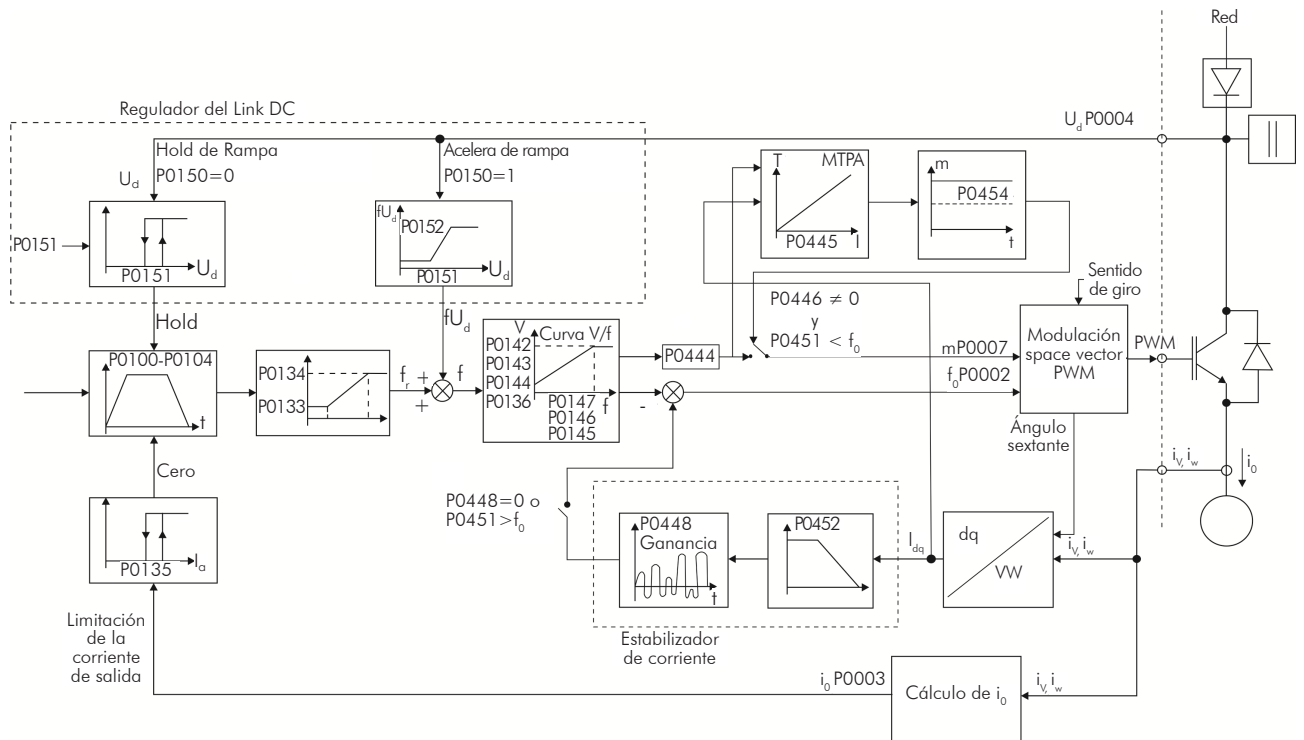 Red
Regulador del Link DC
U_d P0004
Hold de Rampa
P0150=0
Acelera de rampa
P0150=1
U_d
P0151
P0151
U_d
fU_d
P0152
P0151
U_d
T
MTPA
P0445
I
m
P0454
t
Hold
fU_d
P0446 ≠ 0
y
P0451 < f_0
Sentido
de giro
P0100-P0104
t
P0134
P0133
f_r
+
+
f
V
Curva V/f
P0142
P0143
P0144
P0136
f
P0147
P0146
P0145
P0444
-
mP0007
f_0P0002
Modulación
space vector
PWM
PWM
Ángulo
sextante
Cero
P0135
I_a
P0448=0 o
P0451>f_0
P0448
Ganancia
t
P0452
I_dq
dq
VW
i_V, i_w
i_V, i_w
i_0
Estabilizador
de corriente
Limitación
de la
corriente
de salida
i_0 P0003
Cálculo de i_0
i_V, i_w